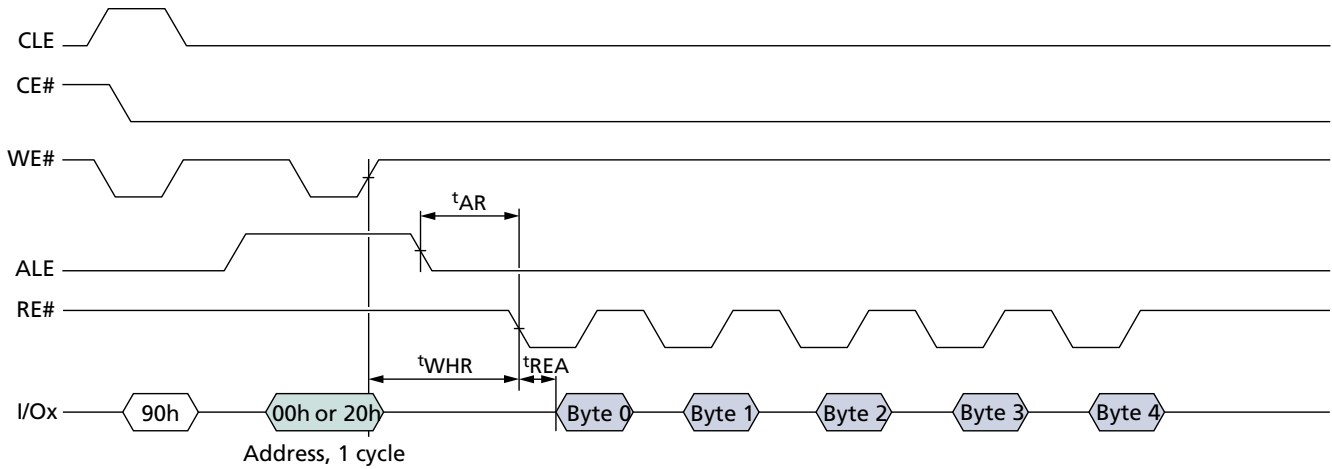 CLE
CE#
WE#
tAR
ALE
RE#
tWHR
tREA
I/Ox
90h
00h or 20h
Byte 0
Byte 1
Byte 2
Byte 3
Byte 4
Address, 1 cycle